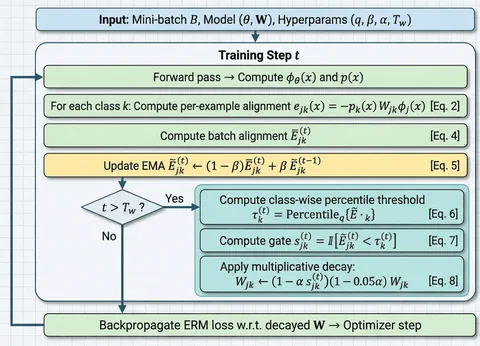 Input: Mini-batch B, Model (θ, W), Hyperparams (q, β, α, T_w)
Training Step t
Forward pass → Compute ϕ_θ(x) and p(x)
For each class k: Compute per-example alignment e_jk(x) = −p_k(x) W_jk ϕ_j(x) [Eq. 2]
Compute batch alignment Ē_jk^(t) [Eq. 4]
Update EMA Ẽ_jk^(t) ← (1 − β)Ē_jk^(t) + β Ẽ_jk^(t−1) [Eq. 5]
t > T_w ?
Yes
No
Compute class-wise percentile threshold
τ_k^(t) = Percentile_q{Ẽ ·_k} [Eq. 6]
Compute gate s_jk^(t) = 𝕀[Ẽ_jk^(t) < τ_k^(t)] [Eq. 7]
Apply multiplicative decay:
W_jk ← (1 − α s_jk^(t))(1 − 0.05α) W_jk [Eq. 8]
Backpropagate ERM loss w.r.t. decayed W → Optimizer step